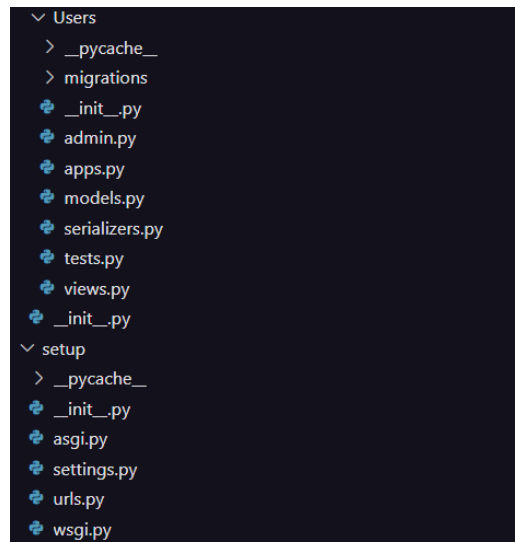 Users
__pycache__
migrations
__init__.py
admin.py
apps.py
models.py
serializers.py
tests.py
views.py
__init__.py
setup
__pycache__
__init__.py
asgi.py
settings.py
urls.py
wsgi.py